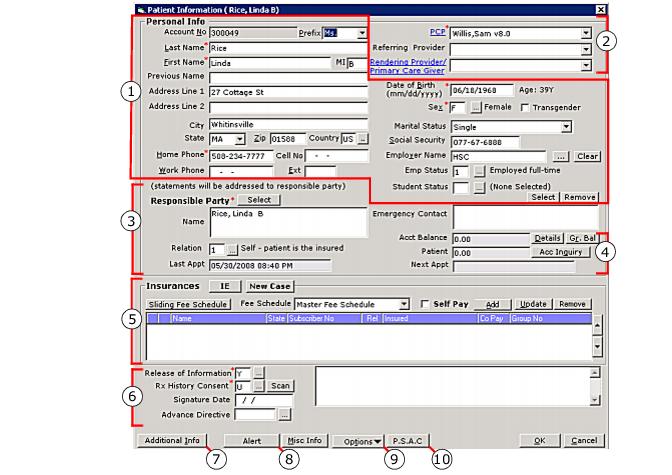 Patient Information ( Rice, Linda B)
Personal Info
Account No 300049 Prefix Ms.
Last Name* Rice
First Name* Linda MI B
Previous Name
Address Line 1 27 Cottage St
Address Line 2
City Whitinsville
State MA Zip 01588 Country US ...
Home Phone* 508-234-7777 Cell No - -
Work Phone - - Ext
PCP* Willis,Sam v8.0
Referring Provider
Rendering Provider/
Primary Care Giver
Date of Birth
(mm/dd/yyyy) * 06/18/1968 Age: 39Y
Sex* F ... Female Transgender
Marital Status Single
Social Security 077-67-6888
Employer Name HSC ... Clear
Emp Status 1 ... Employed full-time
Student Status ... (None Selected)
Select Remove
(statements will be addressed to responsible party)
Responsible Party* Select
Name Rice, Linda B
Relation 1 ... Self - patient is the insured
Last Appt 05/30/2008 08:40 PM
Emergency Contact
Acct Balance 0.00 Details Gr. Bal
Patient 0.00 Acc Inquiry
Next Appt
Insurances IE New Case
Sliding Fee Schedule Fee Schedule Master Fee Schedule Self Pay Add Update Remove
Name State Subscriber No Rel Insured Co Pay Group No
Release of Information* Y ...
Rx History Consent* U ... Scan
Signature Date / /
Advance Directive ...
Additional Info Alert Misc Info Options P.S.A.C OK Cancel
1
2
3
4
5
6
7
8
9
10